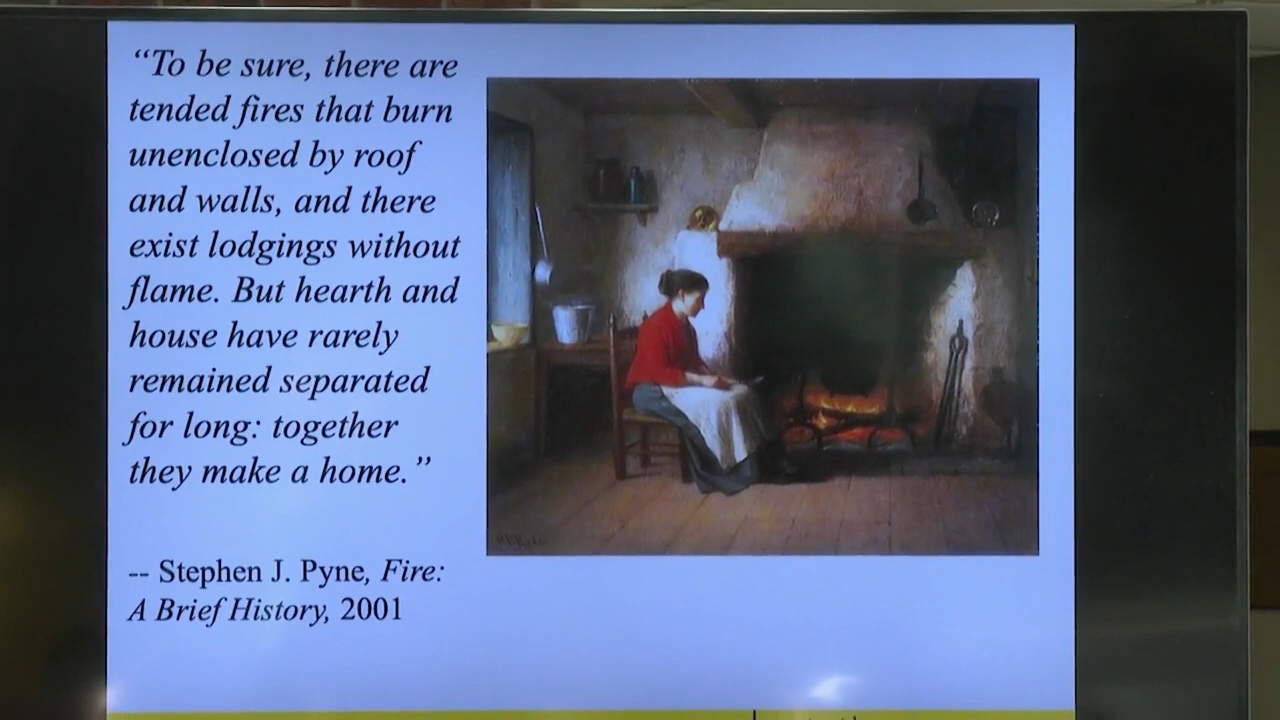 “To be sure, there are
tended fires that burn
unenclosed by roof
and walls, and there
exist lodgings without
flame. But hearth and
house have rarely
remained separated
for long: together
they make a home.”
-- Stephen J. Pyne, Fire:
A Brief History, 2001